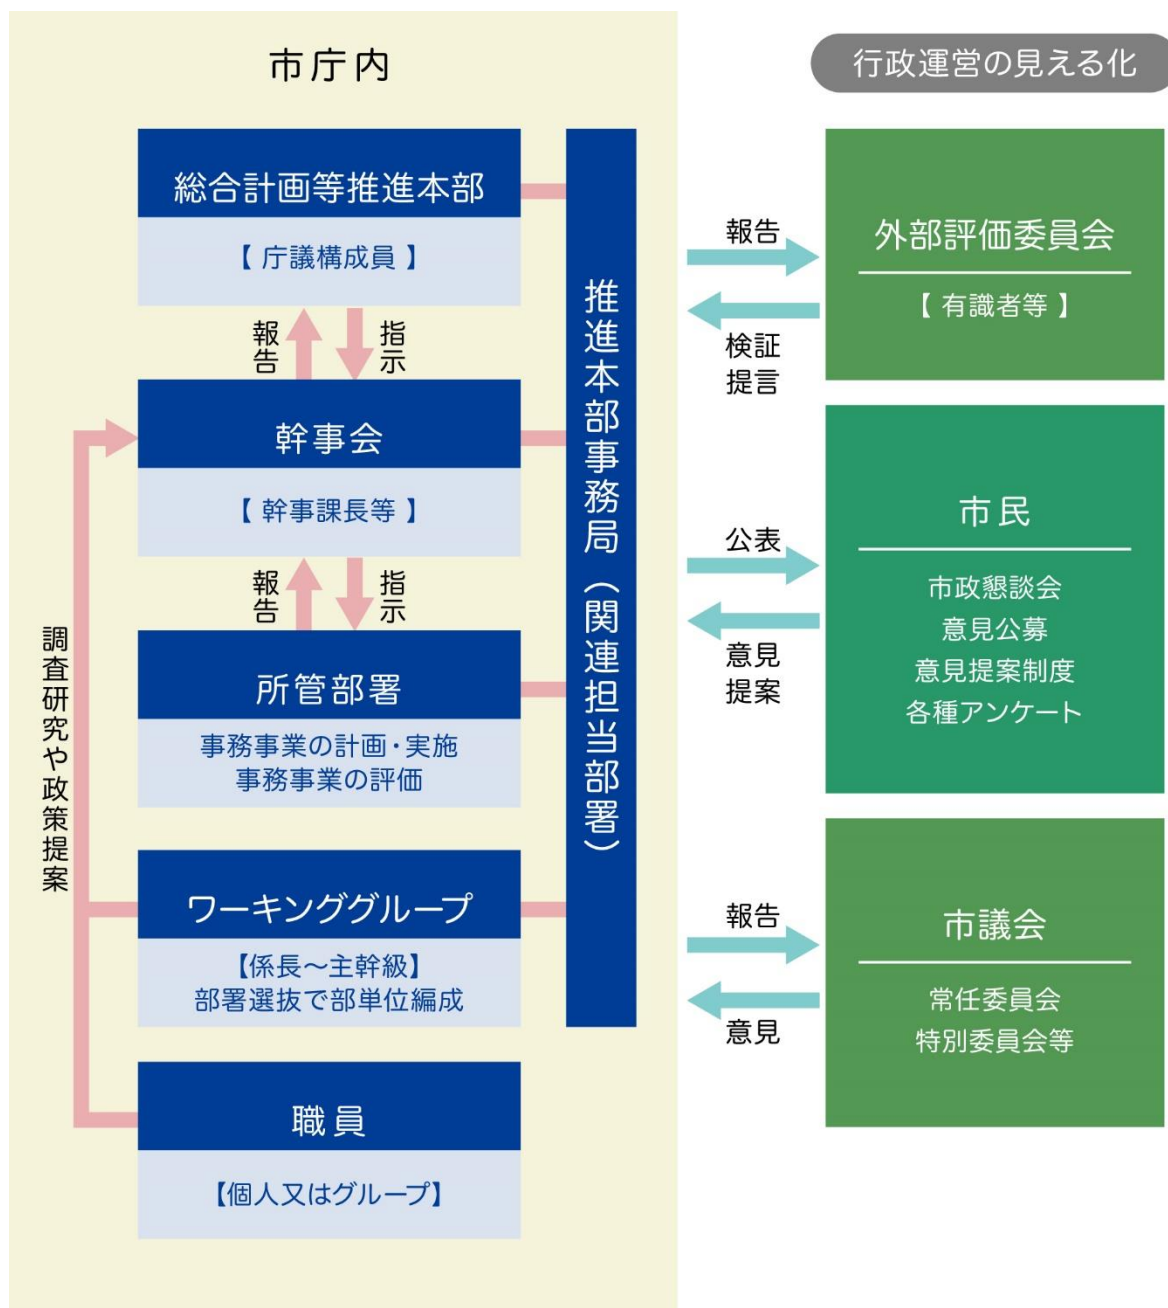 市庁内
総合計画等推進本部
【 庁議構成員 】
報告
指示
幹事会
【 幹事課長等 】
報告
指示
所管部署
事務事業の計画・実施
事務事業の評価
ワーキンググループ
【係長～主幹級】
部署選抜で部単位編成
職員
【個人又はグループ】
調査研究や政策提案
推進本部事務局（関連担当部署）
行政運営の見える化
報告
検証
提言
外部評価委員会
【 有識者等 】
公表
意見
提案
市民
市政懇談会
意見公募
意見提案制度
各種アンケート
報告
意見
市議会
常任委員会
特別委員会等